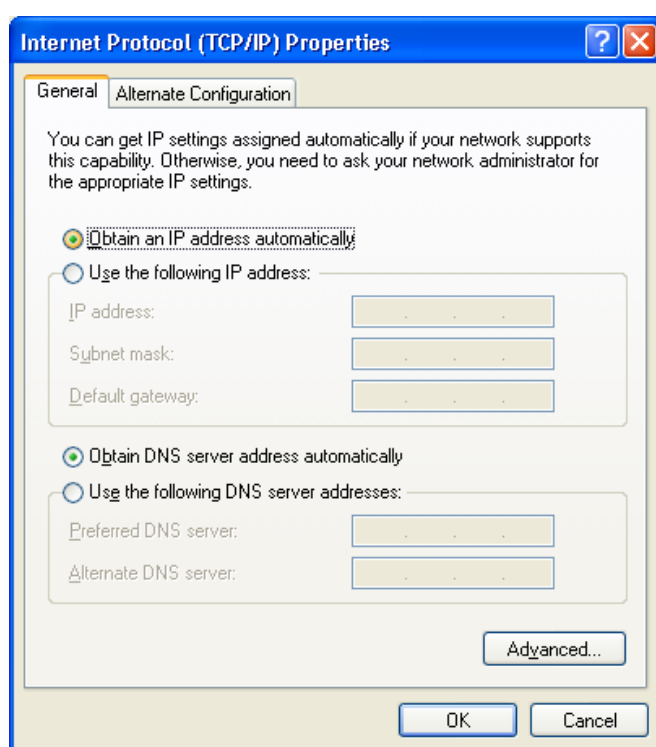 Internet Protocol (TCP/IP) Properties
General
Alternate Configuration
You can get IP settings assigned automatically if your network supports
this capability. Otherwise, you need to ask your network administrator for
the appropriate IP settings.
Obtain an IP address automatically
Use the following IP address:
IP address:
Subnet mask:
Default gateway:
Obtain DNS server address automatically
Use the following DNS server addresses:
Preferred DNS server:
Alternate DNS server:
Advanced...
OK
Cancel